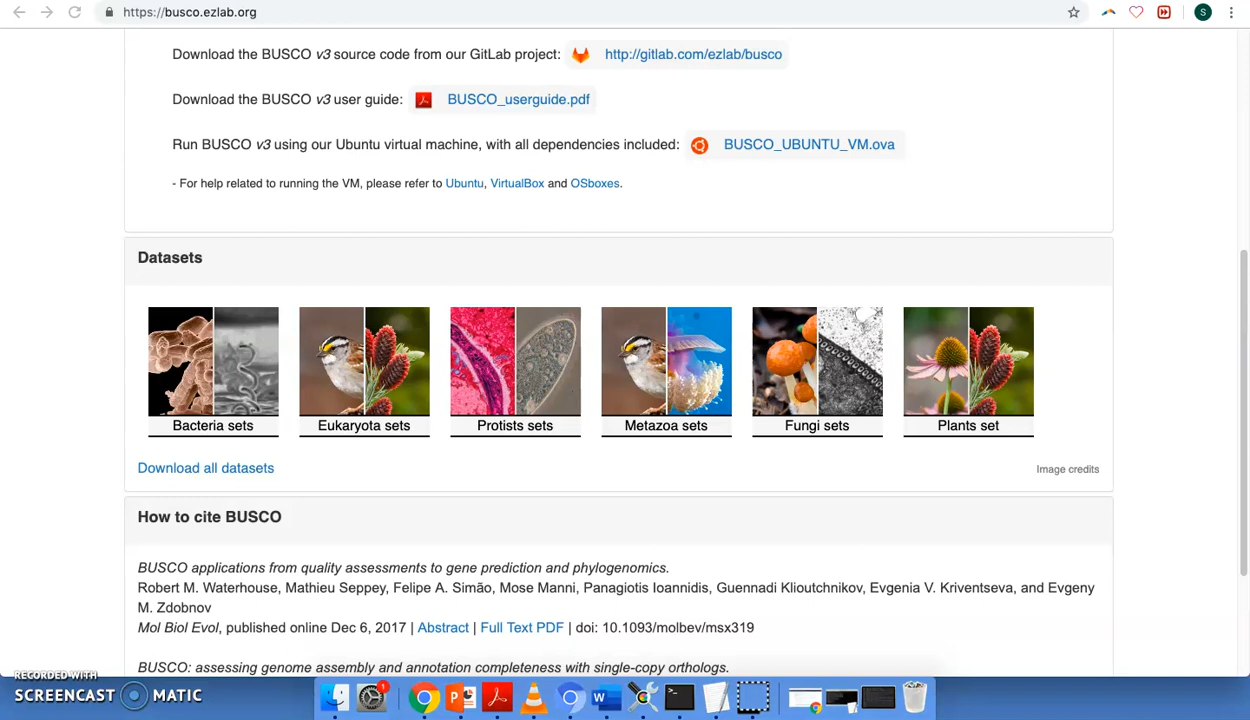 https://busco.ezlab.org
S
Download the BUSCO v3 source code from our GitLab project: http://gitlab.com/ezlab/busco
Download the BUSCO v3 user guide: BUSCO_userguide.pdf
Run BUSCO v3 using our Ubuntu virtual machine, with all dependencies included: BUSCO_UBUNTU_VM.ova
- For help related to running the VM, please refer to Ubuntu, VirtualBox and OSboxes.
Datasets
Bacteria sets Eukaryota sets Protists sets Metazoa sets Fungi sets Plants set
Download all datasets Image credits
How to cite BUSCO
BUSCO applications from quality assessments to gene prediction and phylogenomics.
Robert M. Waterhouse, Mathieu Seppey, Felipe A. Simão, Mose Manni, Panagiotis Ioannidis, Guennadi Klioutchnikov, Evgenia V. Kriventseva, and Evgeny
M. Zdobnov
Mol Biol Evol, published online Dec 6, 2017 | Abstract | Full Text PDF | doi: 10.1093/molbev/msx319
BUSCO: assessing genome assembly and annotation completeness with single-copy orthologs.
RECORDED WITH
SCREENCAST MATIC
1
P
W